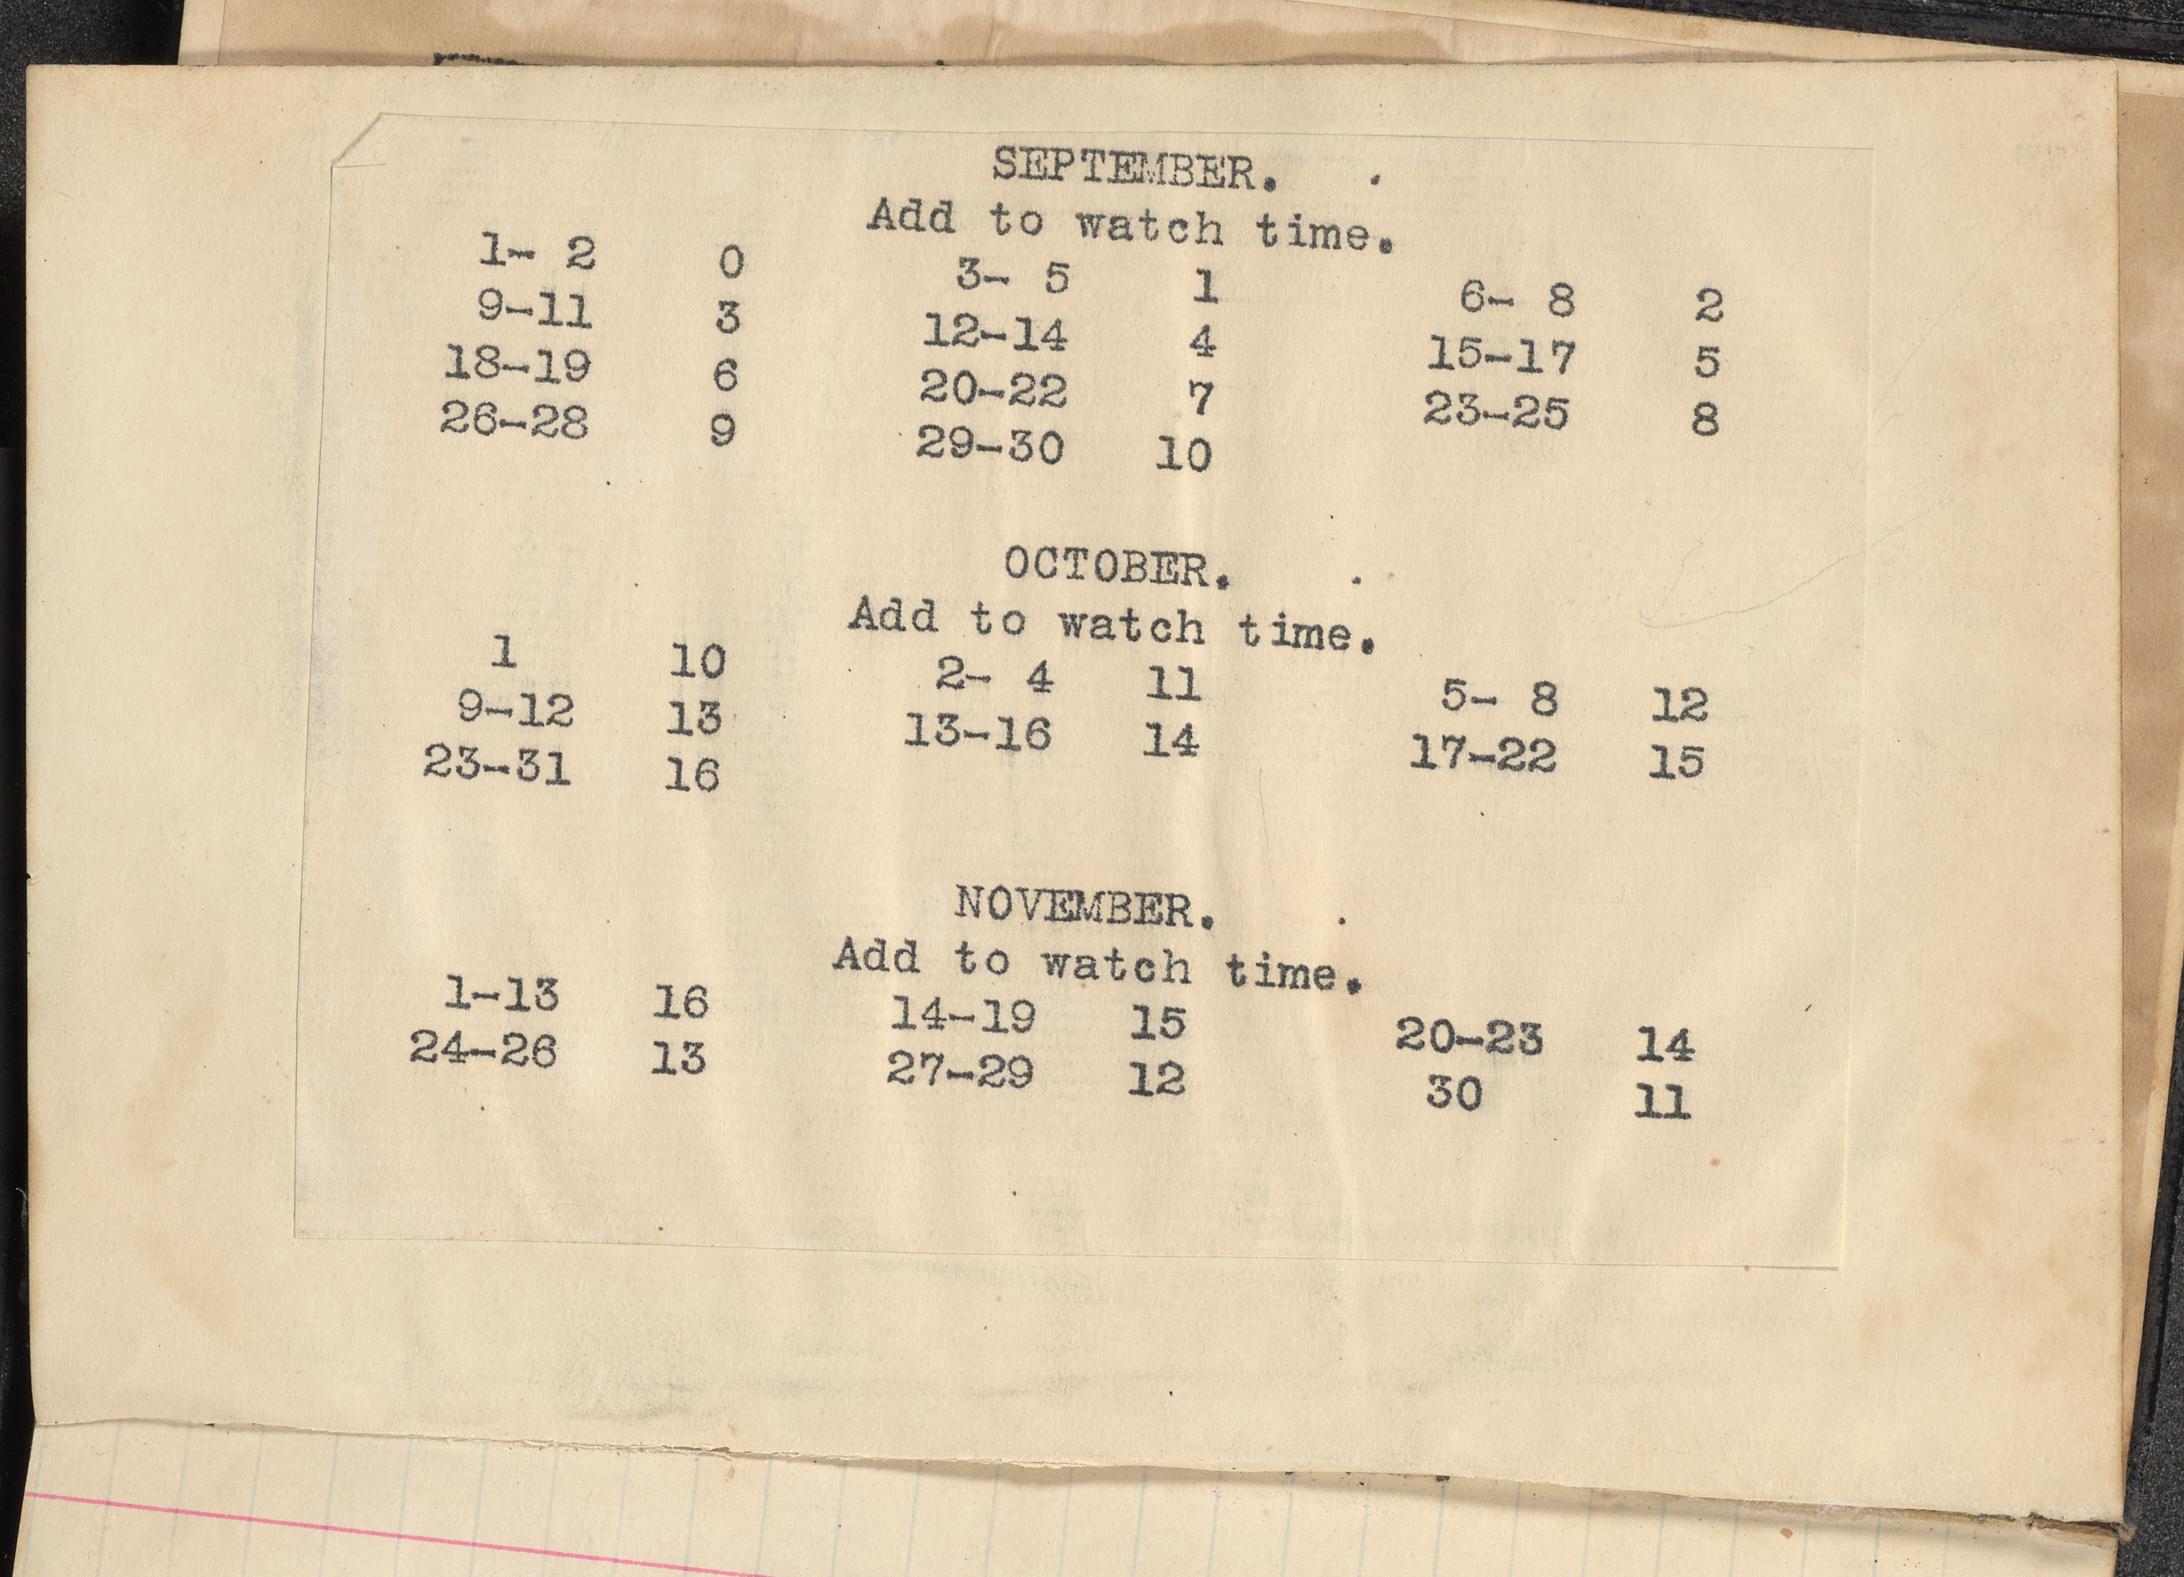 SEPTEMBER.
Add to watch time.
1- 2 0 3- 5 1 6- 8 2
9-11 3 12-14 4 15-17 5
18-19 6 20-22 7 23-25 8
26-28 9 29-30 10
OCTOBER.
Add to watch time.
1 10 2- 4 11 5- 8 12
9-12 13 13-16 14 17-22 15
23-31 16
NOVEMBER.
Add to watch time.
1-13 16 14-19 15 20-23 14
24-26 13 27-29 12 30 11